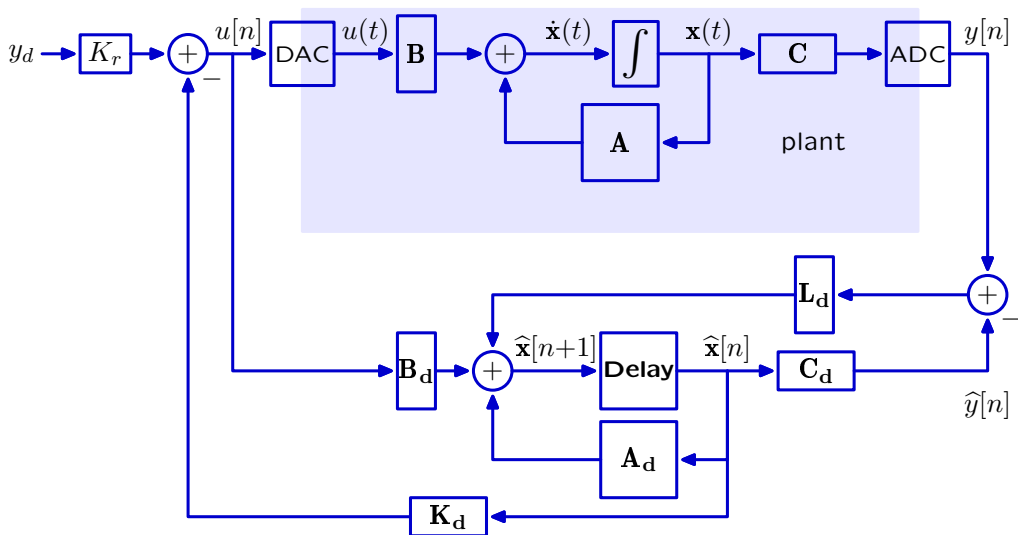 y_d K_r + − u[n] DAC u(t) B + ẋ(t) ∫ x(t) C ADC y[n]
A
plant
L_d + −
B_d + x̂[n+1] Delay x̂[n] C_d
ŷ[n]
A_d
K_d